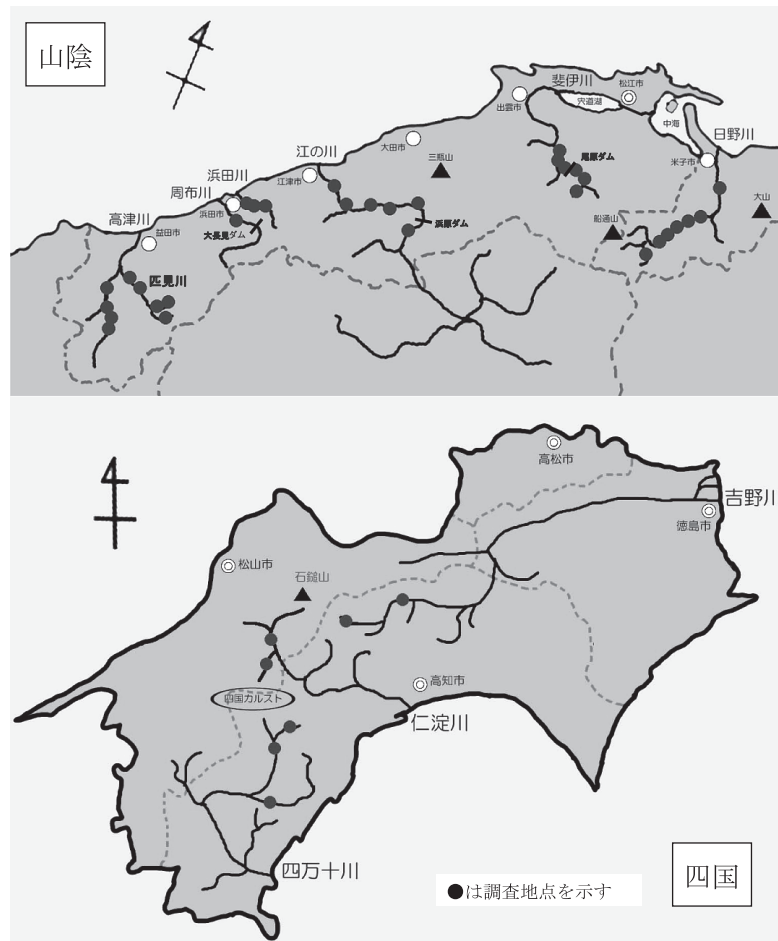 山陰
斐伊川
松江市
出雲市
宍道湖
中海
日野川
米子市
大山
江の川
大田市
三瓶山
尾原ダム
浜田川
江津市
周布川
浜田市
浜原ダム
船通山
高津川
大長見ダム
益田市
匹見川
高松市
吉野川
徳島市
松山市
石鎚山
高知市
四国カルスト
仁淀川
四万十川
●は調査地点を示す
四国